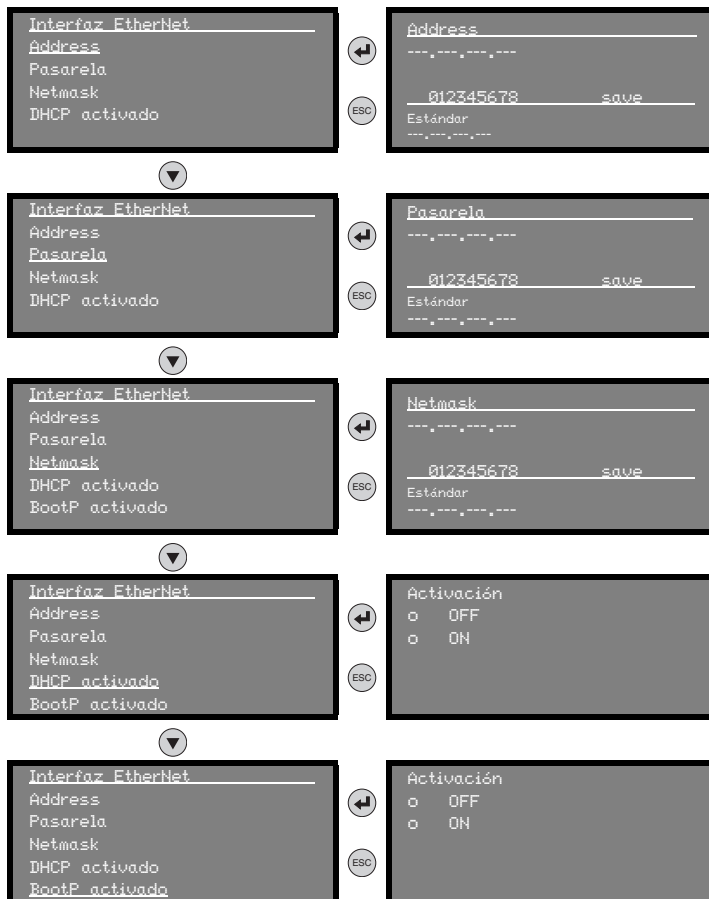 Interfaz EtherNet
Address
Pasarela
Netmask
DHCP activado
ESC
Address
---.---.---.---
012345678 save
Estándar
---.---.---.---
Interfaz EtherNet
Address
Pasarela
Netmask
DHCP activado
ESC
Pasarela
---.---.---.---
012345678 save
Estándar
---.---.---.---
Interfaz EtherNet
Address
Pasarela
Netmask
DHCP activado
BootP activado
ESC
Netmask
---.---.---.---
012345678 save
Estándar
---.---.---.---
Interfaz EtherNet
Address
Pasarela
Netmask
DHCP activado
BootP activado
ESC
Activación
o OFF
o ON
Interfaz EtherNet
Address
Pasarela
Netmask
DHCP activado
BootP activado
ESC
Activación
o OFF
o ON